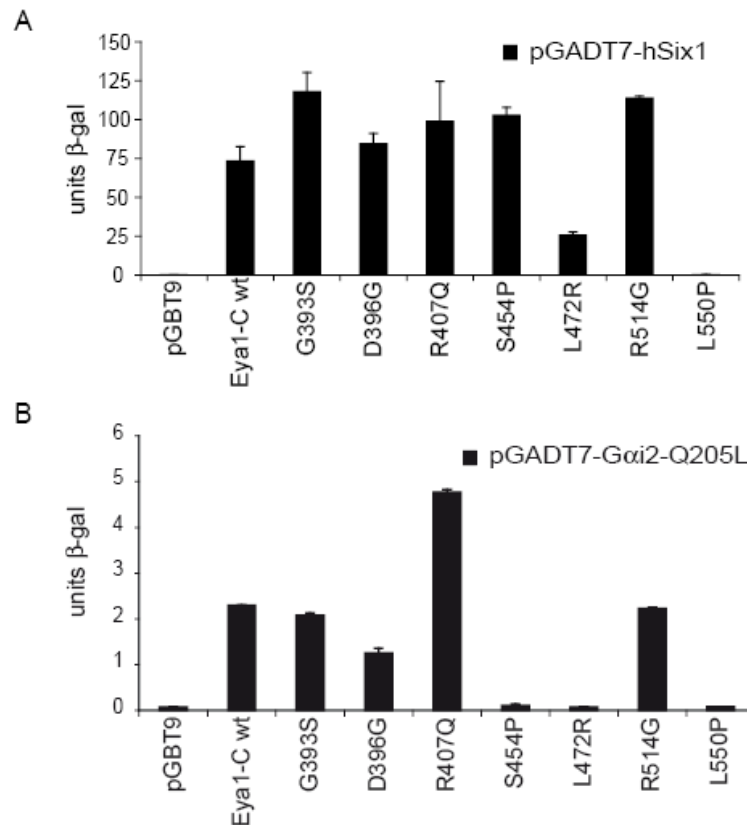 A
pGADT7-hSix1
units β-gal
150
125
100
75
50
25
0
pGBT9
Eya1-C wt
G393S
D396G
R407Q
S454P
L472R
R514G
L550P
B
pGADT7-Gαi2-Q205L
units β-gal
6
5
4
3
2
1
0
pGBT9
Eya1-C wt
G393S
D396G
R407Q
S454P
L472R
R514G
L550P